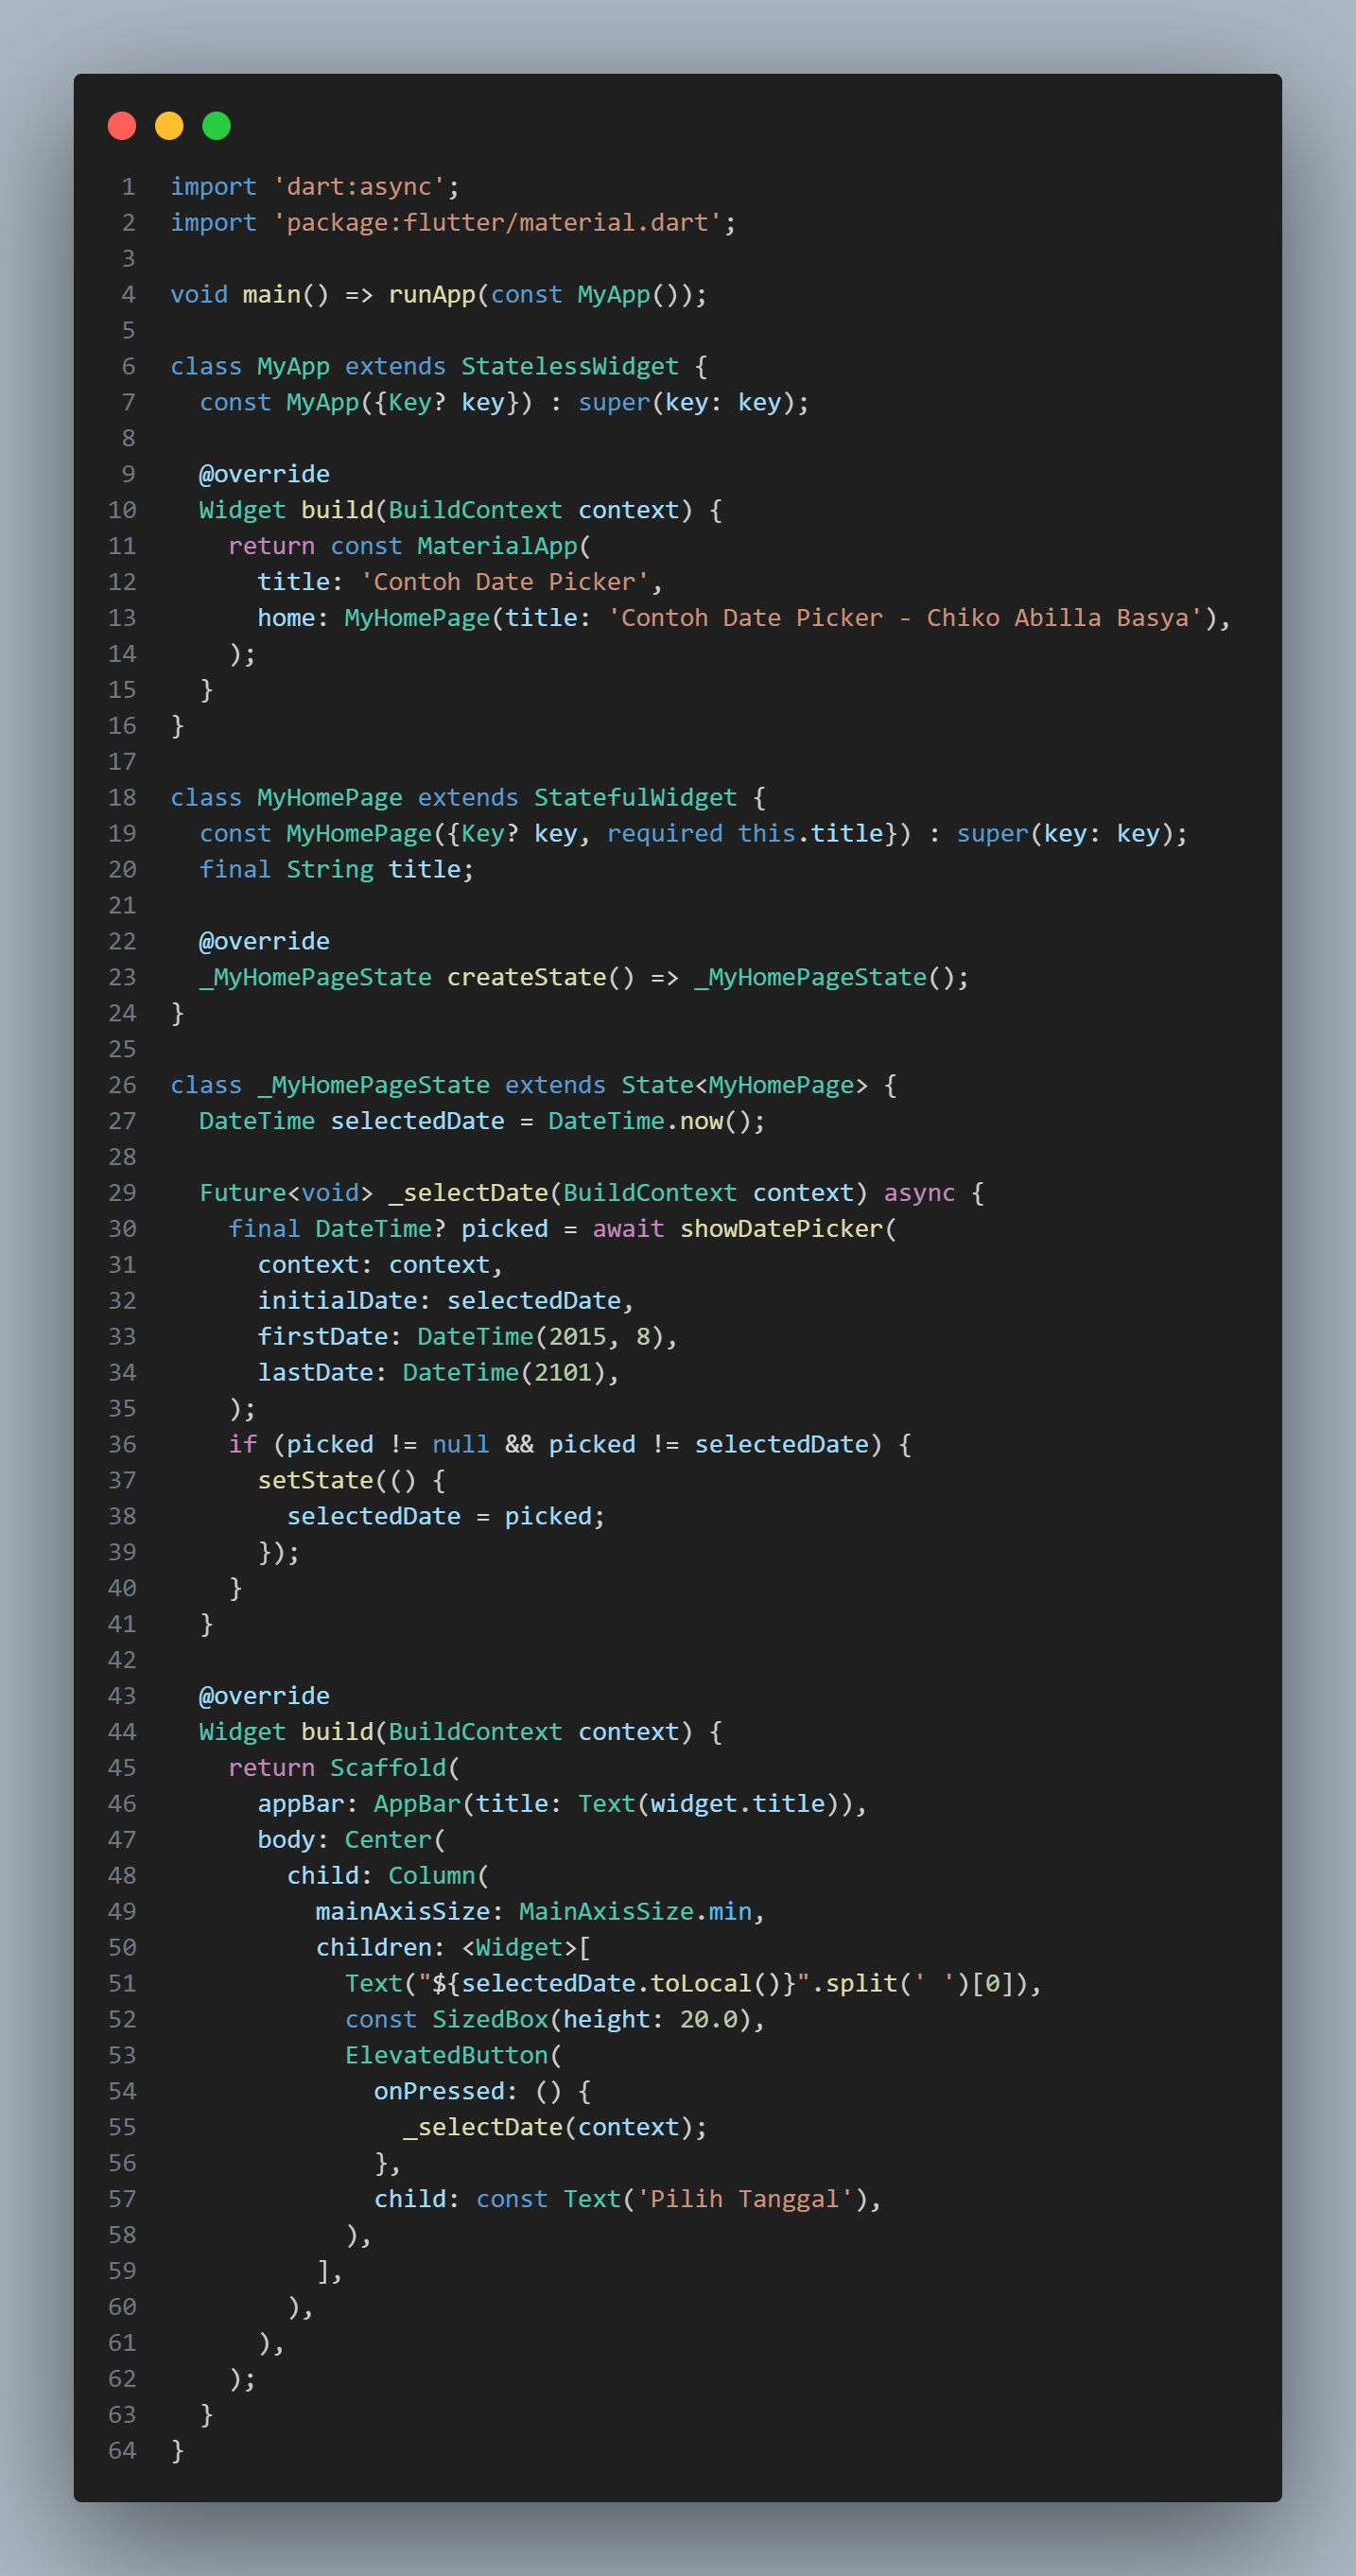 1 import 'dart:async';
2 import 'package:flutter/material.dart';
3
4 void main() => runApp(const MyApp());
5
6 class MyApp extends StatelessWidget {
7   const MyApp({Key? key}) : super(key: key);
8
9   @override
10   Widget build(BuildContext context) {
11     return const MaterialApp(
12       title: 'Contoh Date Picker',
13       home: MyHomePage(title: 'Contoh Date Picker - Chiko Abilla Basya'),
14     );
15   }
16 }
17
18 class MyHomePage extends StatefulWidget {
19   const MyHomePage({Key? key, required this.title}) : super(key: key);
20   final String title;
21
22   @override
23   _MyHomePageState createState() => _MyHomePageState();
24 }
25
26 class _MyHomePageState extends State<MyHomePage> {
27   DateTime selectedDate = DateTime.now();
28
29   Future<void> _selectDate(BuildContext context) async {
30     final DateTime? picked = await showDatePicker(
31       context: context,
32       initialDate: selectedDate,
33       firstDate: DateTime(2015, 8),
34       lastDate: DateTime(2101),
35     );
36     if (picked != null && picked != selectedDate) {
37       setState(() {
38         selectedDate = picked;
39       });
40     }
41   }
42
43   @override
44   Widget build(BuildContext context) {
45     return Scaffold(
46       appBar: AppBar(title: Text(widget.title)),
47       body: Center(
48         child: Column(
49           mainAxisSize: MainAxisSize.min,
50           children: <Widget>[
51             Text("${selectedDate.toLocal()}".split(' ')[0]),
52             const SizedBox(height: 20.0),
53             ElevatedButton(
54               onPressed: () {
55                 _selectDate(context);
56               },
57               child: const Text('Pilih Tanggal'),
58             ),
59           ],
60         ),
61       ),
62     );
63   }
64 }